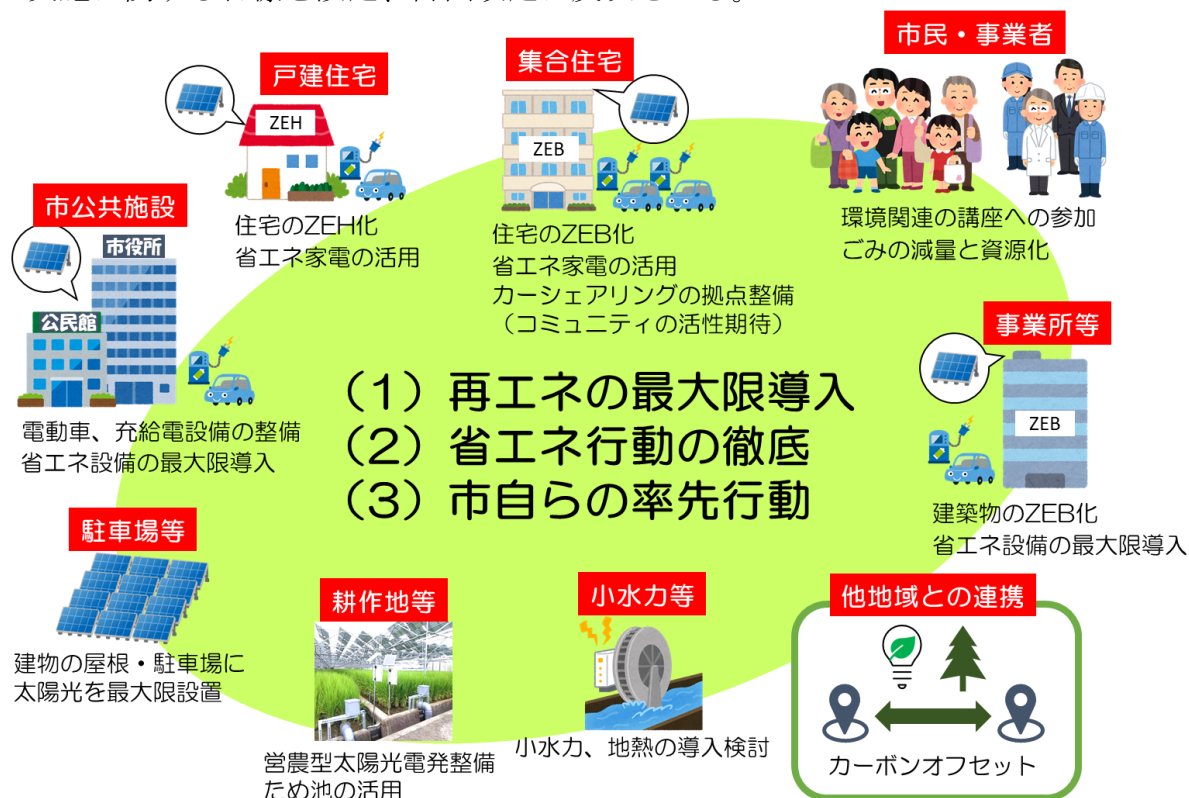 市民・事業者
戸建住宅
集合住宅
ZEH
ZEB
市公共施設
住宅のZEH化
省エネ家電の活用
住宅のZEB化
省エネ家電の活用
カーシェアリングの拠点整備
（コミュニティの活性期待）
環境関連の講座への参加
ごみの減量と資源化
市役所
公民館
事業所等
ZEB
電動車、充給電設備の整備
省エネ設備の最大限導入
（1）再エネの最大限導入
（2）省エネ行動の徹底
（3）市自らの率先行動
建築物のZEB化
省エネ設備の最大限導入
駐車場等
建物の屋根・駐車場に
太陽光を最大限設置
耕作地等
営農型太陽光電発整備
ため池の活用
小水力等
小水力、地熱の導入検討
他地域との連携
カーボンオフセット